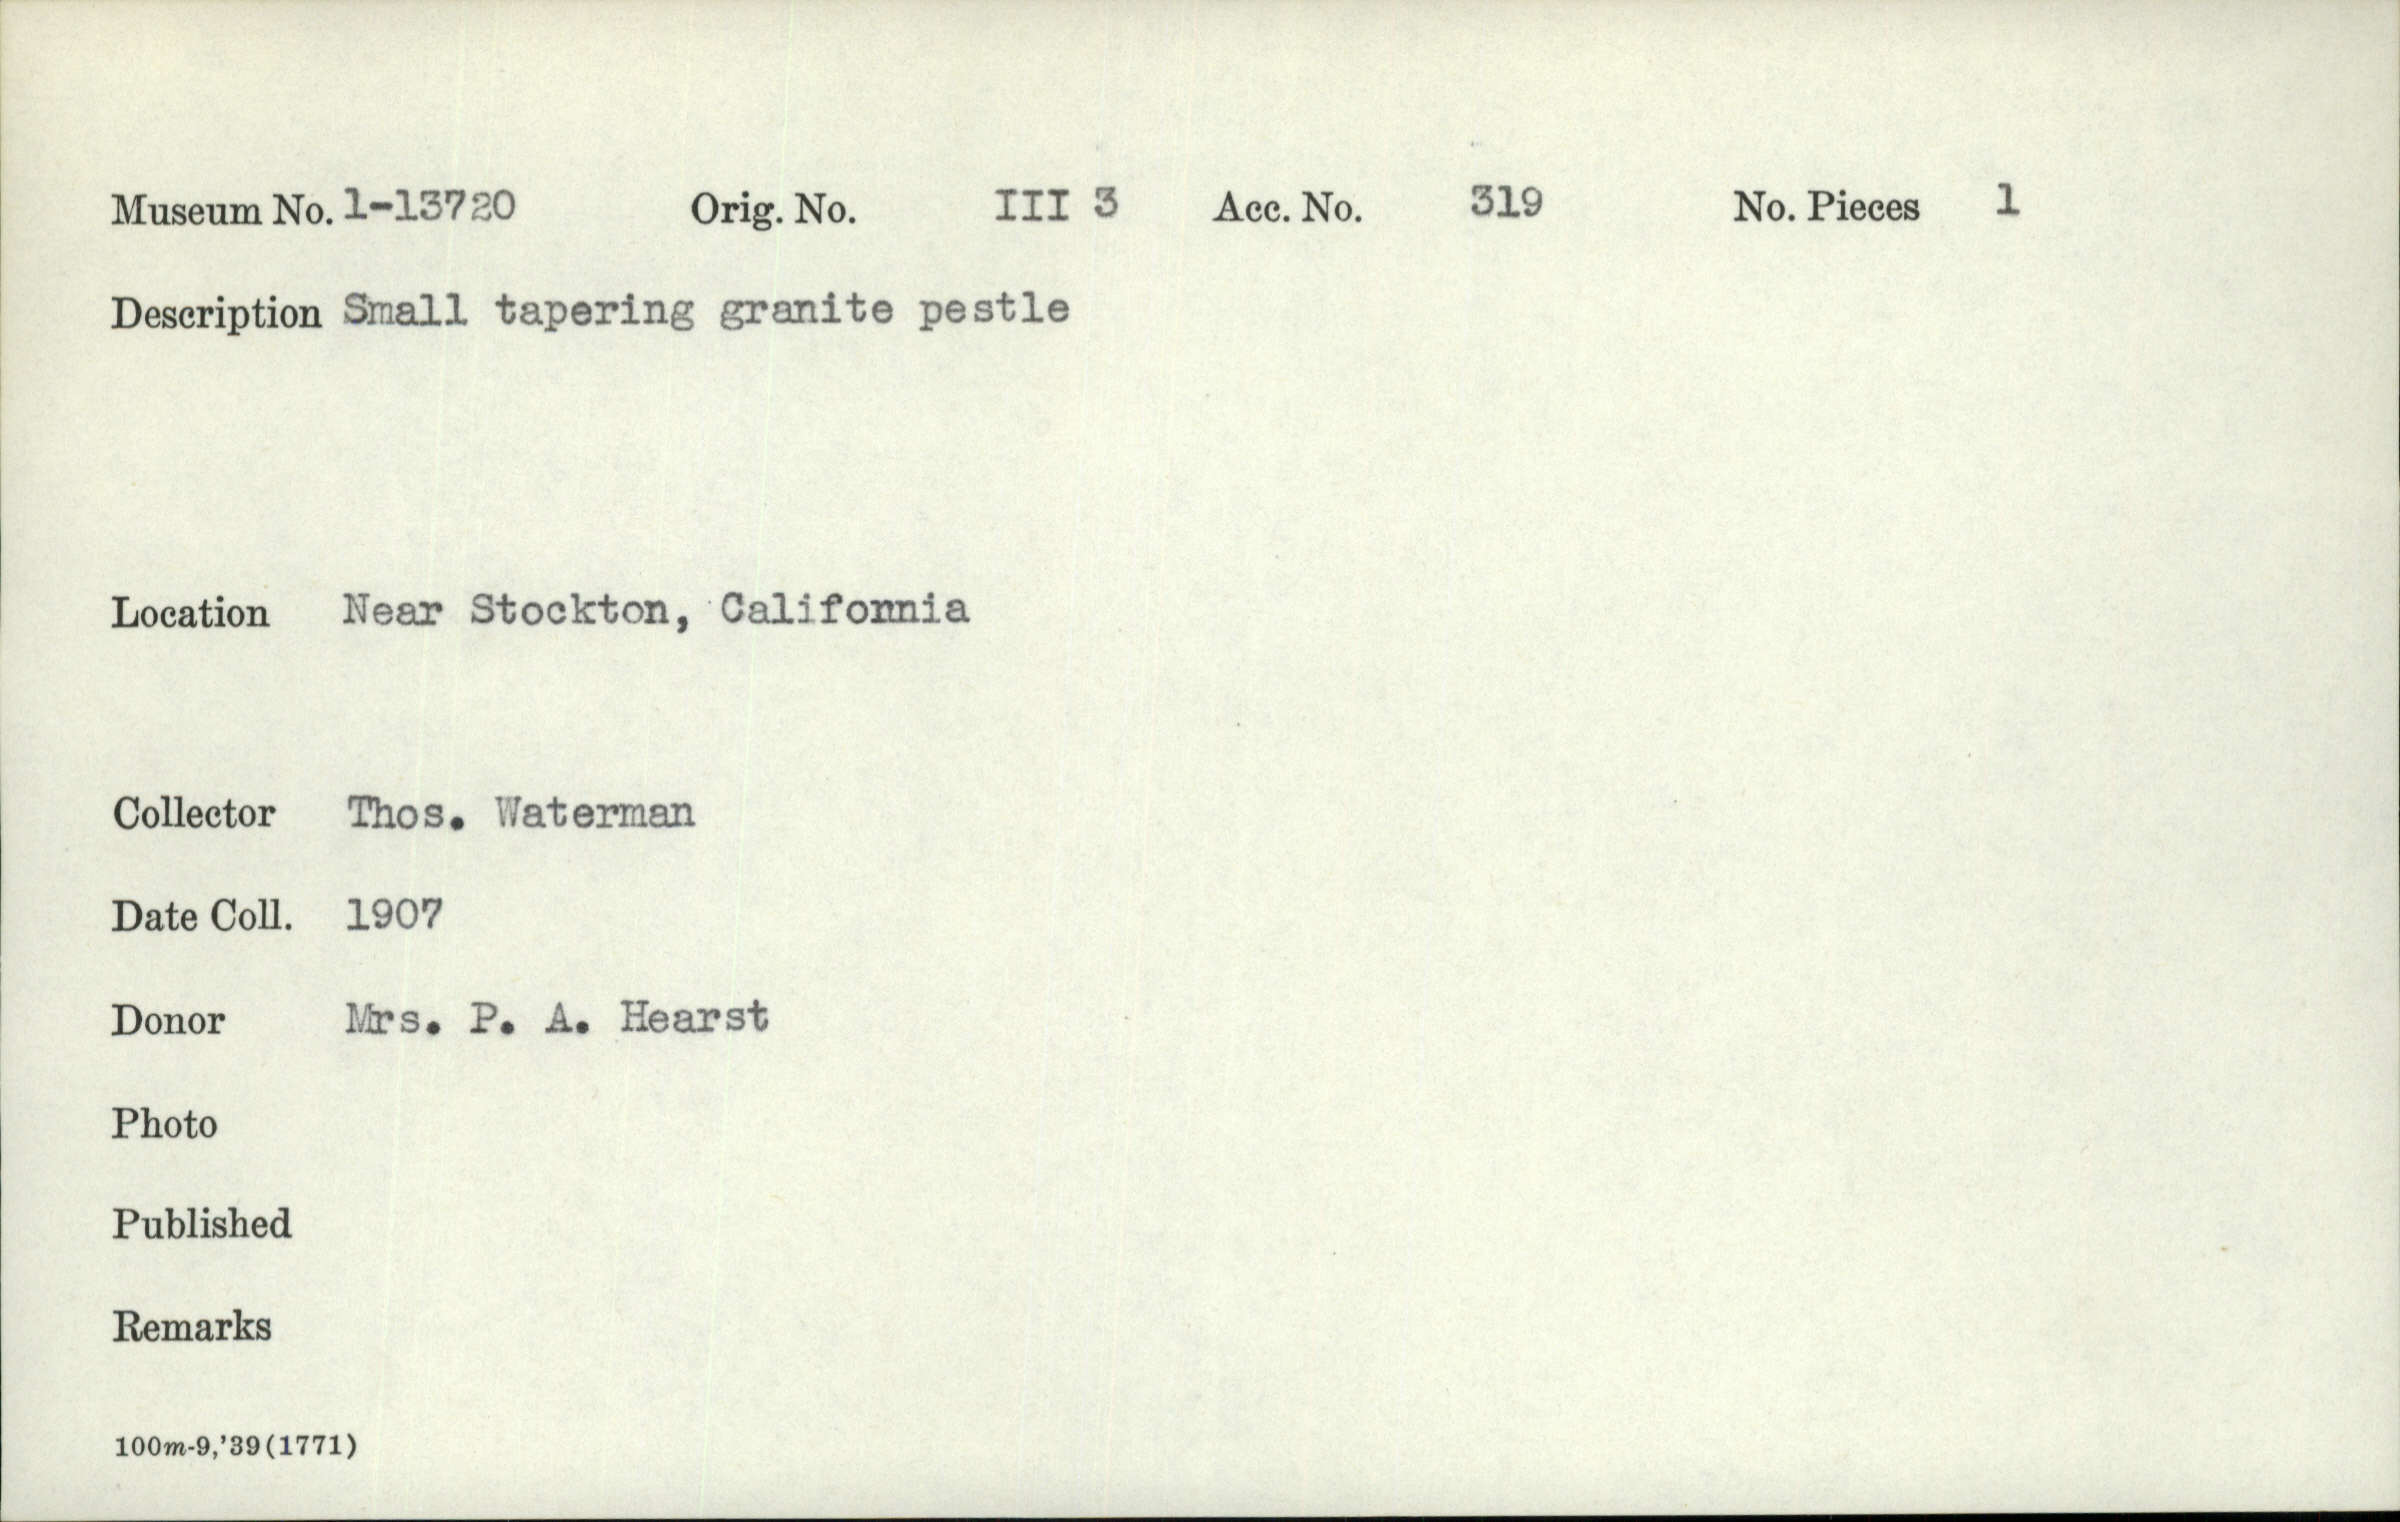 Museum No. 1-13720 Orig. No. III 3 Acc. No. 319 No. Pieces 1
Description Small tapering granite pestle
Location Near Stockton, California
Collector Thos. Waterman
Date Coll. 1907
Donor Mrs. P. A. Hearst
Photo
Published
Remarks
100m-9,'39(1771)